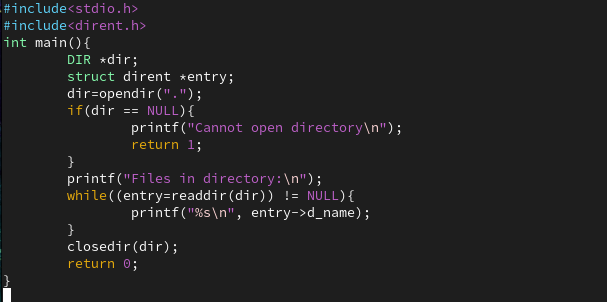 #include<stdio.h>
#include<dirent.h>
int main(){
        DIR *dir;
        struct dirent *entry;
        dir=opendir(".");
        if(dir == NULL){
                printf("Cannot open directory\n");
                return 1;
        }
        printf("Files in directory:\n");
        while((entry=readdir(dir)) != NULL){
                printf("%s\n", entry->d_name);
        }
        closedir(dir);
        return 0;
}